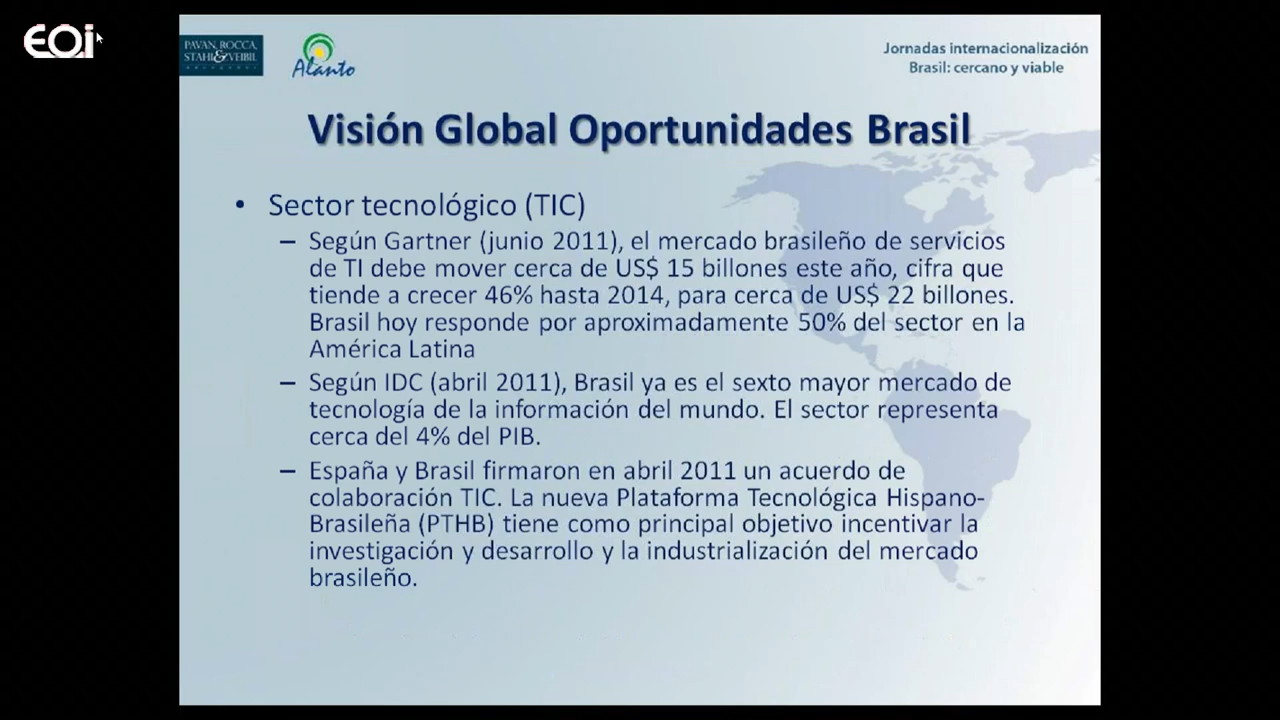 EOi
PAVAN, ROCCA,
STAHL & VEIBIL
Alanto
Jornadas internacionalización
Brasil: cercano y viable
Visión Global Oportunidades Brasil
• Sector tecnológico (TIC)
– Según Gartner (junio 2011), el mercado brasileño de servicios
de TI debe mover cerca de US$ 15 billones este año, cifra que
tiende a crecer 46% hasta 2014, para cerca de US$ 22 billones.
Brasil hoy responde por aproximadamente 50% del sector en la
América Latina
– Según IDC (abril 2011), Brasil ya es el sexto mayor mercado de
tecnología de la información del mundo. El sector representa
cerca del 4% del PIB.
– España y Brasil firmaron en abril 2011 un acuerdo de
colaboración TIC. La nueva Plataforma Tecnológica Hispano-
Brasileña (PTHB) tiene como principal objetivo incentivar la
investigación y desarrollo y la industrialización del mercado
brasileño.